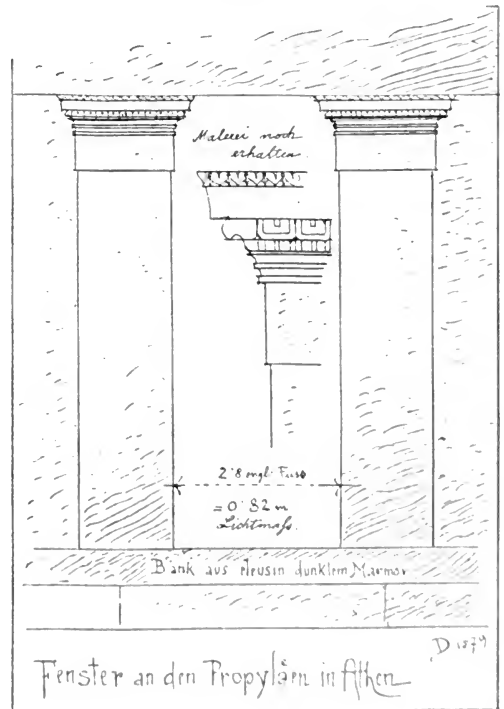 Malerei noch
erhalten.
2'8 engl. Fuss
= 0'82 m
Lichtmaß.
Bank aus eleusin dunklem Marmor
D 1879
Fenster an den Propyläen in Athen